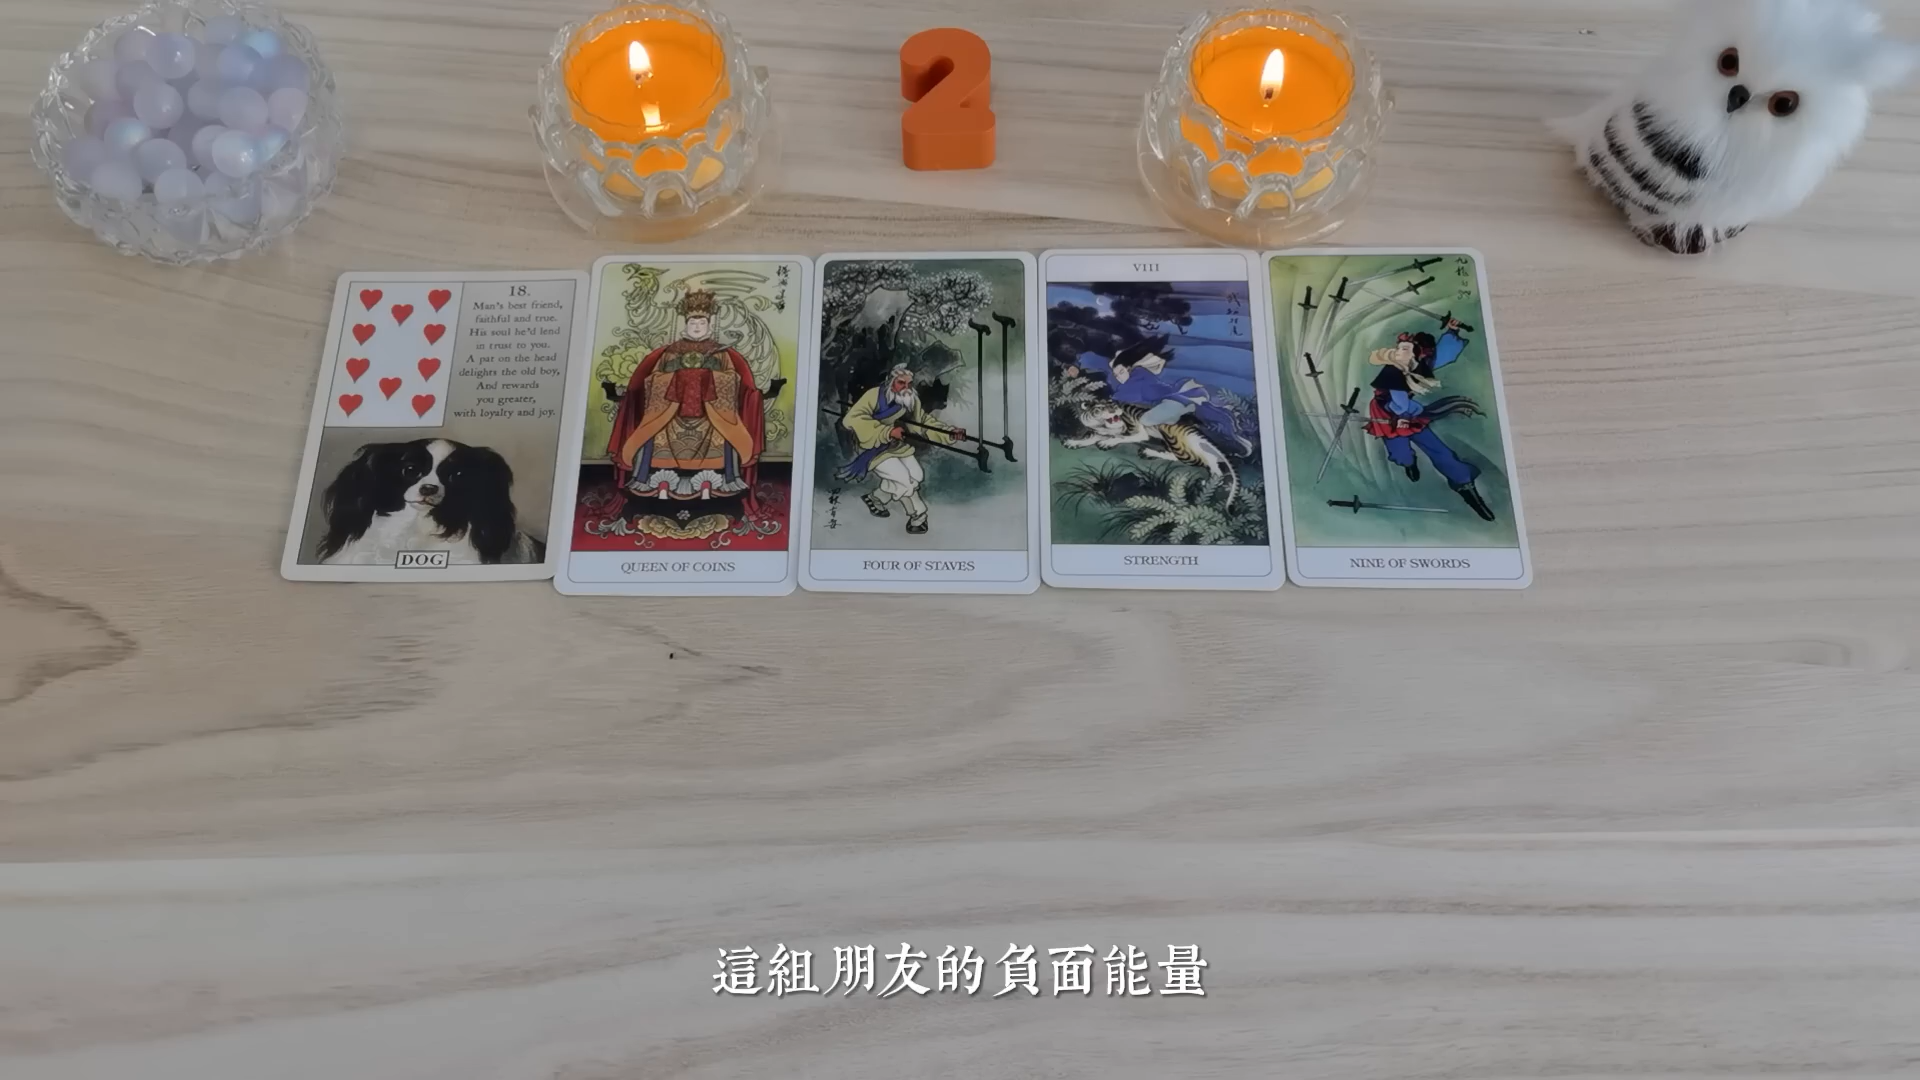 2
18.
Man's best friend,
faithful and true.
His soul he'd lend
in trust to you.
A pat on the head
delights the old boy,
And rewards
you greater,
with loyalty and joy.
DOG
QUEEN OF COINS
FOUR OF STAVES
VIII
STRENGTH
NINE OF SWORDS
這組朋友的負面能量